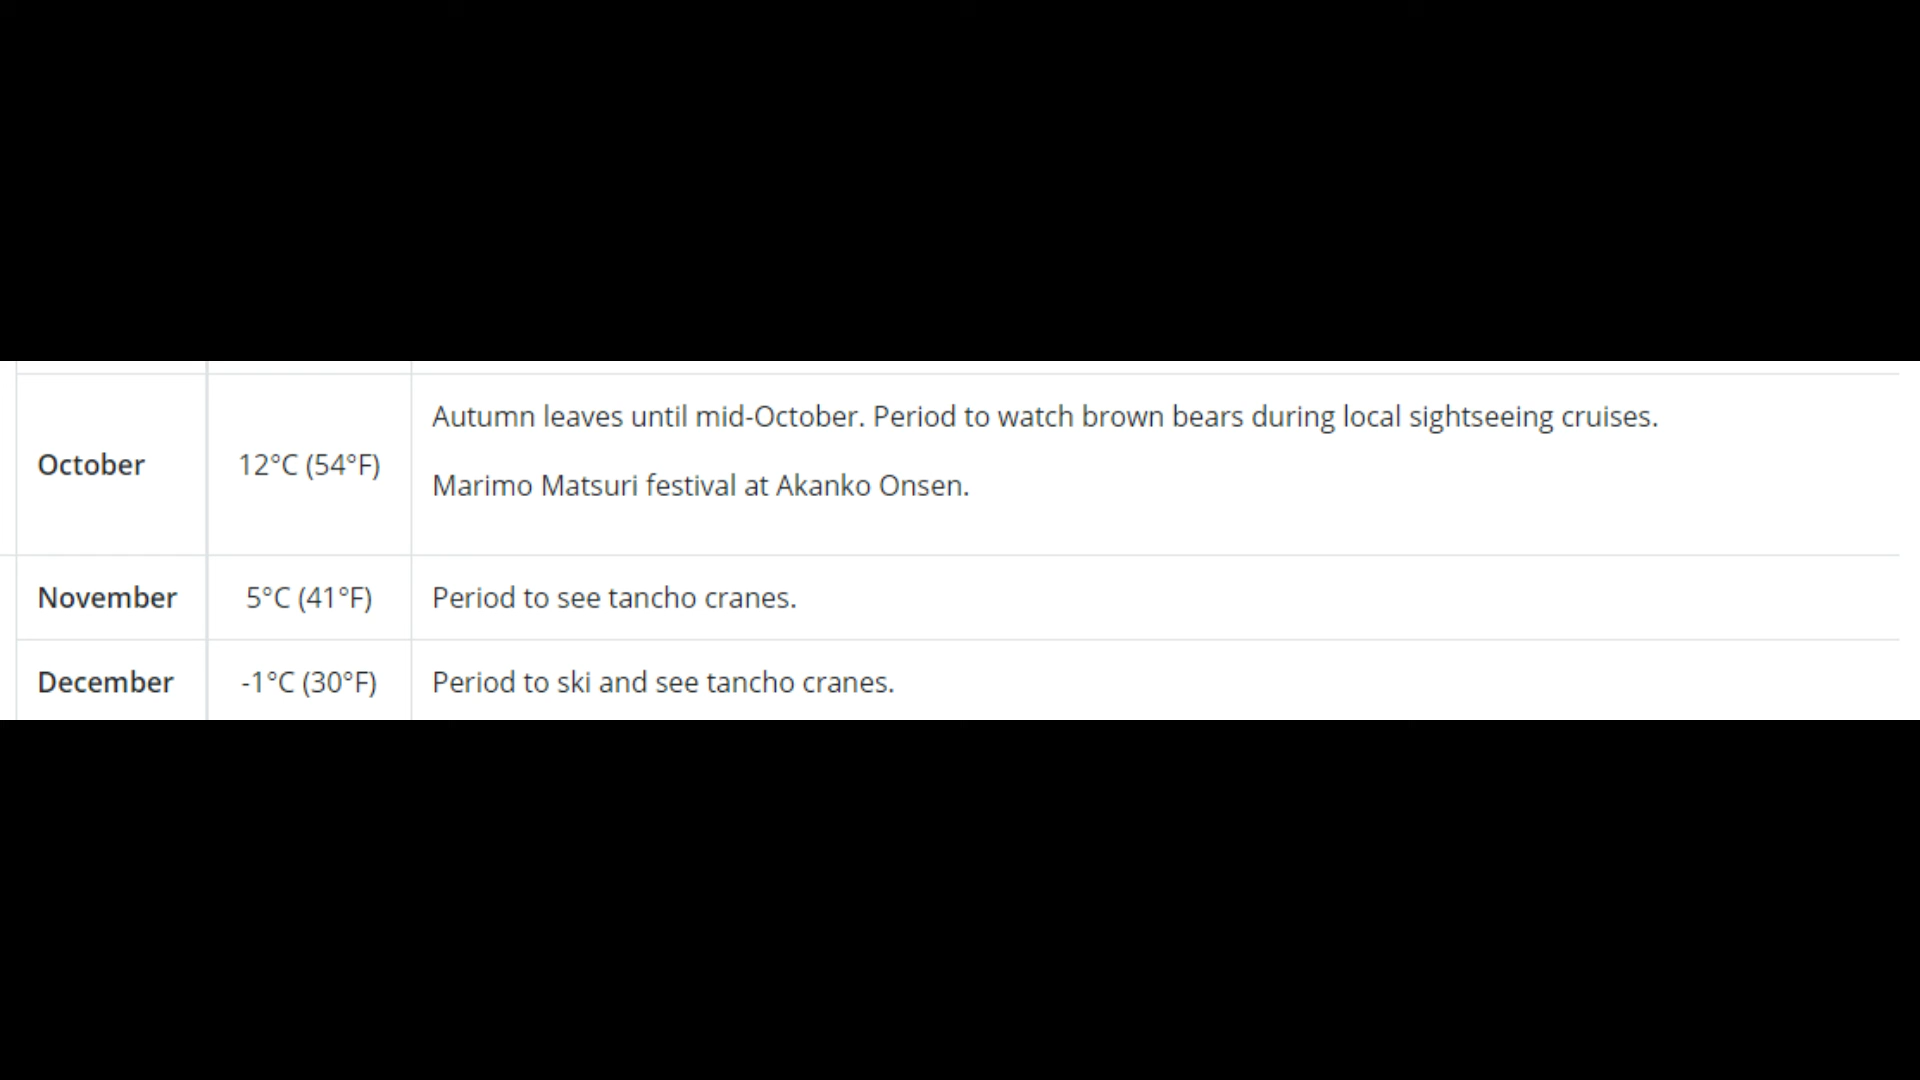 Autumn leaves until mid-October. Period to watch brown bears during local sightseeing cruises.
October 12°C (54°F)
Marimo Matsuri festival at Akanko Onsen.
November 5°C (41°F) Period to see tancho cranes.
December -1°C (30°F) Period to ski and see tancho cranes.